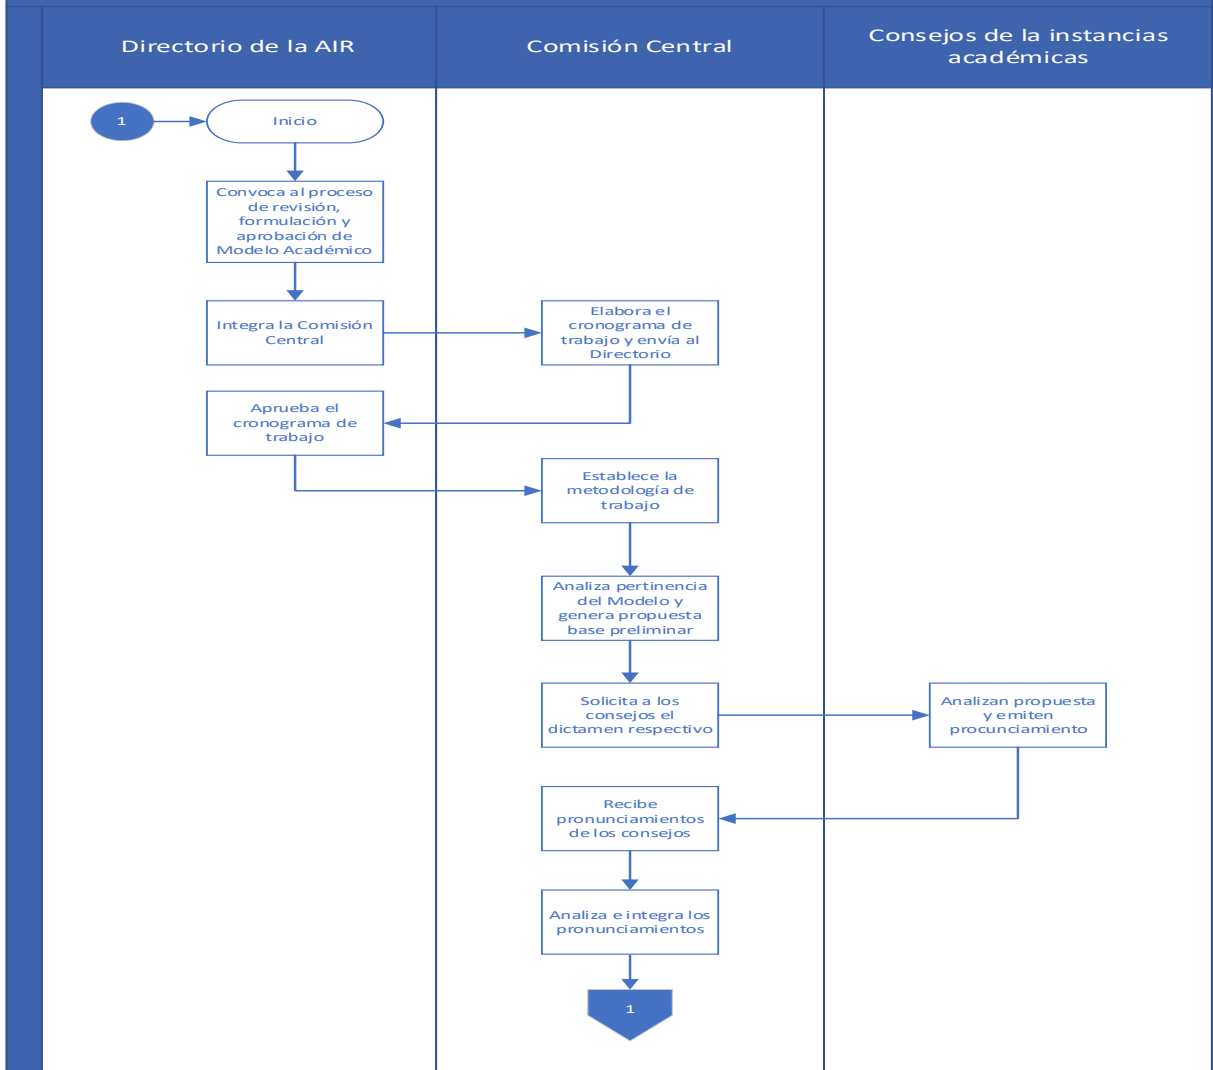 Directorio de la AIR
Comisión Central
Consejos de la instancias
académicas
1
Inicio
Convoca al proceso
de revisión,
formulación y
aprobación de
Modelo Académico
Integra la Comisión
Central
Elabora el
cronograma de
trabajo y envía al
Directorio
Aprueba el
cronograma de
trabajo
Establece la
metodología de
trabajo
Analiza pertinencia
del Modelo y
genera propuesta
base preliminar
Solicita a los
consejos el
dictamen respectivo
Analizan propuesta
y emiten
procunciamiento
Recibe
pronunciamientos
de los consejos
Analiza e integra los
pronunciamientos
1